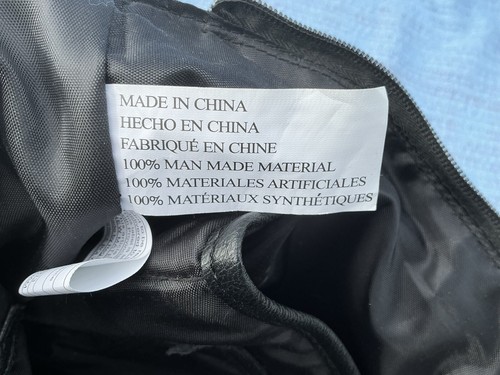 MADE IN CHINA
HECHO EN CHINA
FABRIQUÉ EN CHINE
100% MAN MADE MATERIAL
100% MATERIALES ARTIFICIALES
100% MATÉRIAUX SYNTHÉTIQUES